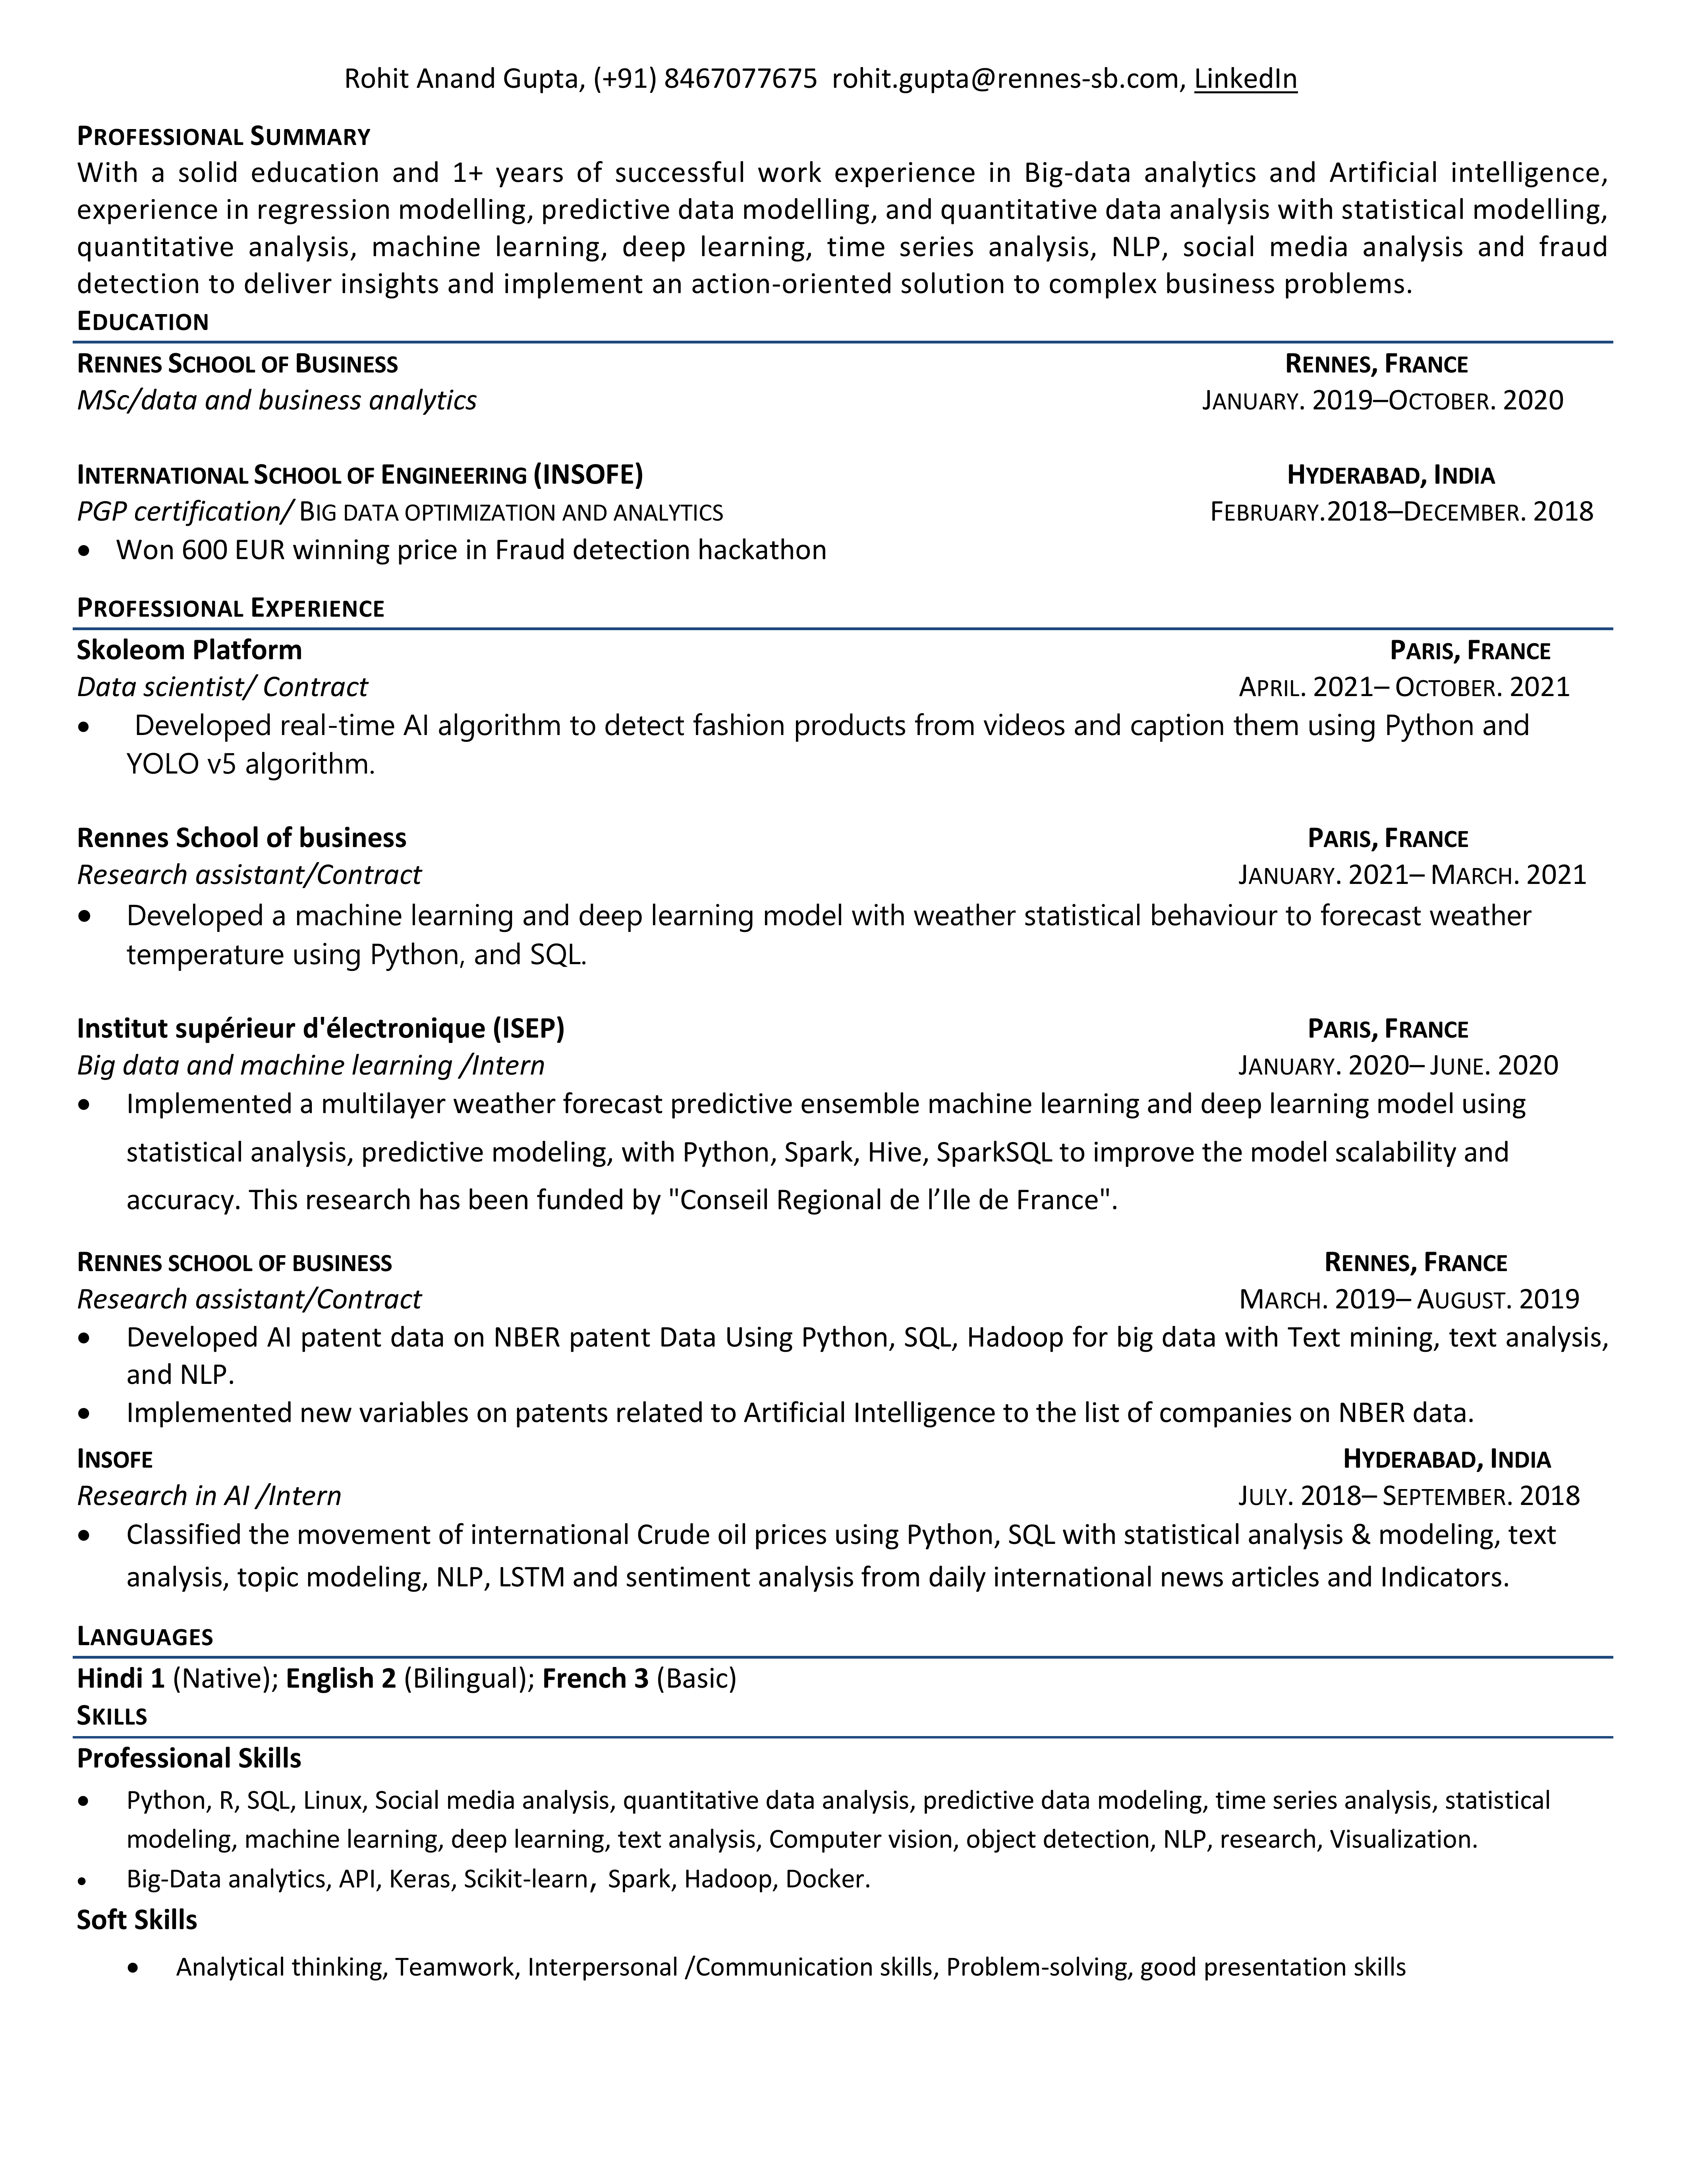 Rohit Anand Gupta, (+91) 8467077675  rohit.gupta@rennes-sb.com, LinkedIn
PROFESSIONAL SUMMARY
With a solid education and 1+ years of successful work experience in Big-data analytics and Artificial intelligence,
experience in regression modelling, predictive data modelling, and quantitative data analysis with statistical modelling,
quantitative analysis, machine learning, deep learning, time series analysis, NLP, social media analysis and fraud
detection to deliver insights and implement an action-oriented solution to complex business problems.
EDUCATION
RENNES SCHOOL OF BUSINESS RENNES, FRANCE
MSc/data and business analytics JANUARY. 2019–OCTOBER. 2020
INTERNATIONAL SCHOOL OF ENGINEERING (INSOFE) HYDERABAD, INDIA
PGP certification/ BIG DATA OPTIMIZATION AND ANALYTICS FEBRUARY.2018–DECEMBER. 2018
• Won 600 EUR winning price in Fraud detection hackathon
PROFESSIONAL EXPERIENCE
Skoleom Platform PARIS, FRANCE
Data scientist/ Contract APRIL. 2021– OCTOBER. 2021
• Developed real-time AI algorithm to detect fashion products from videos and caption them using Python and
YOLO v5 algorithm.
Rennes School of business PARIS, FRANCE
Research assistant/Contract JANUARY. 2021– MARCH. 2021
• Developed a machine learning and deep learning model with weather statistical behaviour to forecast weather
temperature using Python, and SQL.
Institut supérieur d'électronique (ISEP) PARIS, FRANCE
Big data and machine learning /Intern JANUARY. 2020– JUNE. 2020
• Implemented a multilayer weather forecast predictive ensemble machine learning and deep learning model using
statistical analysis, predictive modeling, with Python, Spark, Hive, SparkSQL to improve the model scalability and
accuracy. This research has been funded by "Conseil Regional de l’Ile de France".
RENNES SCHOOL OF BUSINESS RENNES, FRANCE
Research assistant/Contract MARCH. 2019– AUGUST. 2019
• Developed AI patent data on NBER patent Data Using Python, SQL, Hadoop for big data with Text mining, text analysis,
and NLP.
• Implemented new variables on patents related to Artificial Intelligence to the list of companies on NBER data.
INSOFE HYDERABAD, INDIA
Research in AI /Intern JULY. 2018– SEPTEMBER. 2018
• Classified the movement of international Crude oil prices using Python, SQL with statistical analysis & modeling, text
analysis, topic modeling, NLP, LSTM and sentiment analysis from daily international news articles and Indicators.
LANGUAGES
Hindi 1 (Native); English 2 (Bilingual); French 3 (Basic)
SKILLS
Professional Skills
• Python, R, SQL, Linux, Social media analysis, quantitative data analysis, predictive data modeling, time series analysis, statistical
modeling, machine learning, deep learning, text analysis, Computer vision, object detection, NLP, research, Visualization.
• Big-Data analytics, API, Keras, Scikit-learn, Spark, Hadoop, Docker.
Soft Skills
• Analytical thinking, Teamwork, Interpersonal /Communication skills, Problem-solving, good presentation skills